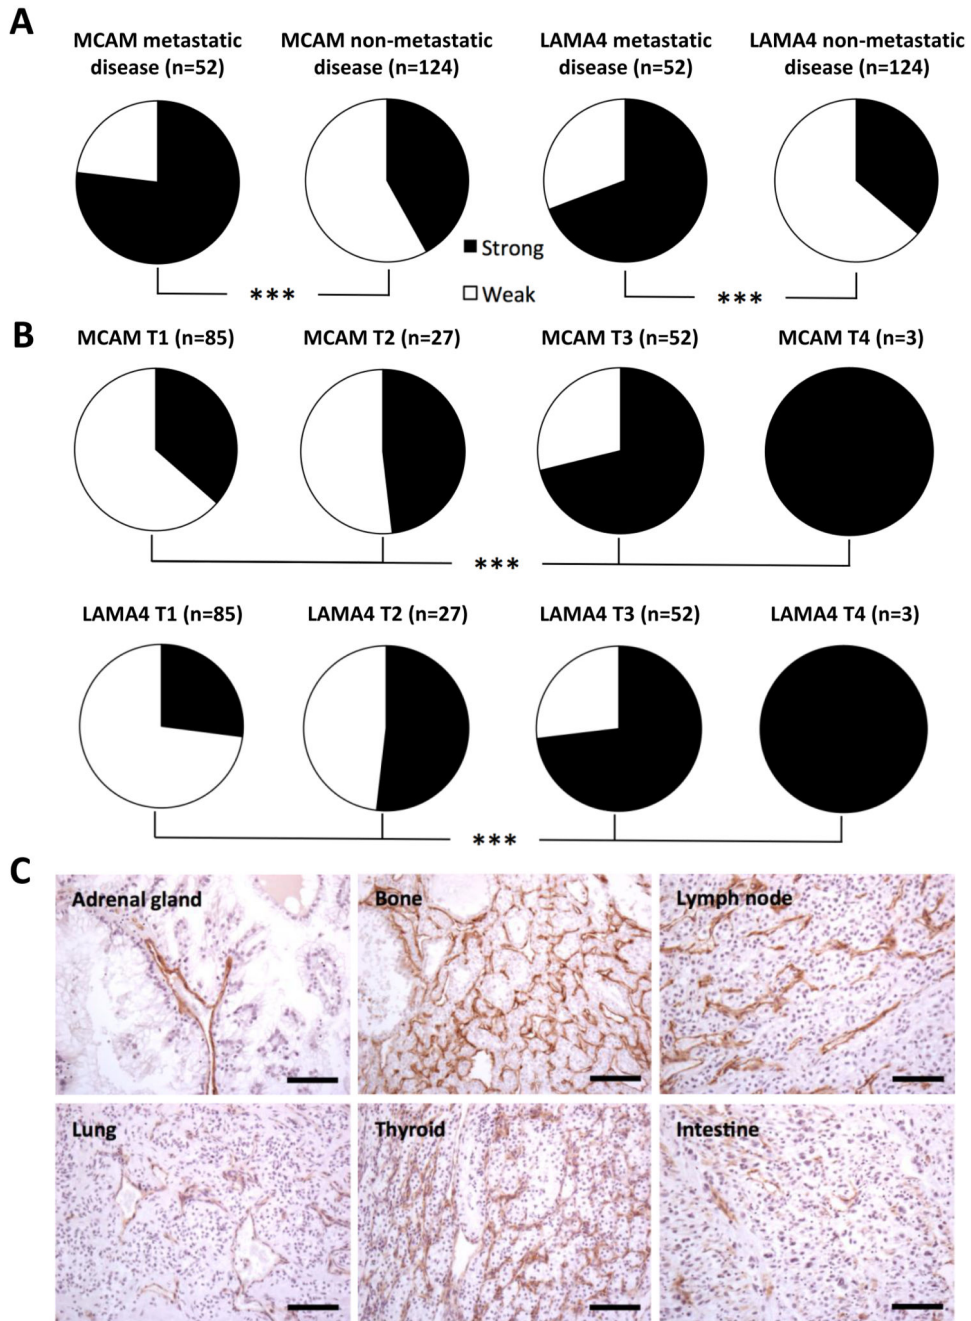 A
MCAM metastatic
disease (n=52)
MCAM non-metastatic
disease (n=124)
LAMA4 metastatic
disease (n=52)
LAMA4 non-metastatic
disease (n=124)
Strong
Weak
***
***
B
MCAM T1 (n=85)
MCAM T2 (n=27)
MCAM T3 (n=52)
MCAM T4 (n=3)
***
LAMA4 T1 (n=85)
LAMA4 T2 (n=27)
LAMA4 T3 (n=52)
LAMA4 T4 (n=3)
***
C
Adrenal gland
Bone
Lymph node
Lung
Thyroid
Intestine